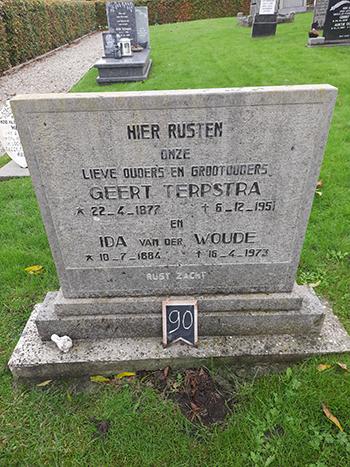 HIER RUSTEN
ONZE
LIEVE OUDERS EN GROOTOUDERS
GEERT TERPSTRA
* 22-4-1877 † 6-12-1951
EN
IDA VAN DER WOUDE
* 10-7-1884 † 16-4-1973
RUST ZACHT
90